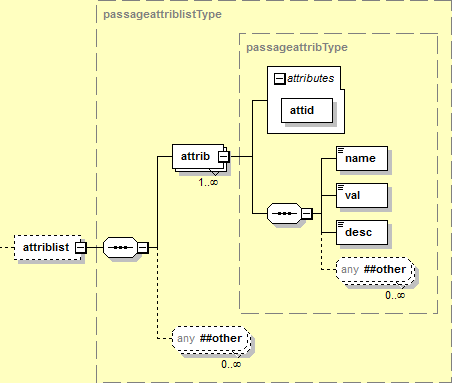 passageattriblistType
passageattribType
attributes
attid
attrib
1..∞
name
val
desc
attriblist
any ##other
0..∞
any ##other
0..∞